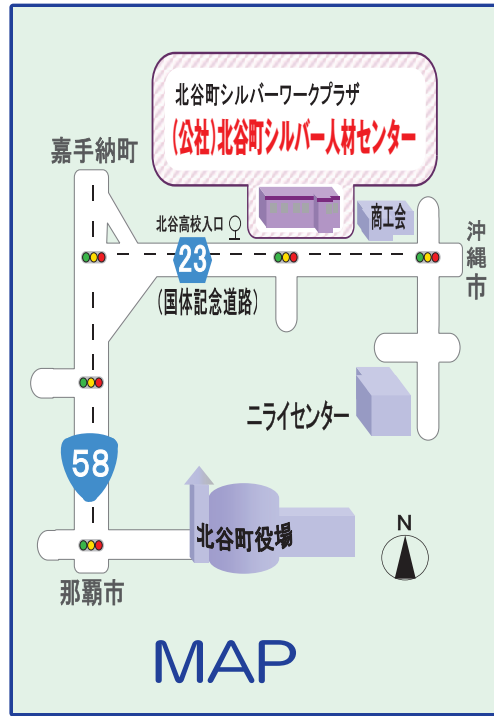 北谷町シルバーワークプラザ
(公社)北谷町シルバー人材センター
嘉手納町
北谷高校入口
商工会
沖縄市
23
(国体記念道路)
ニライセンター
58
北谷町役場
N
那覇市
MAP